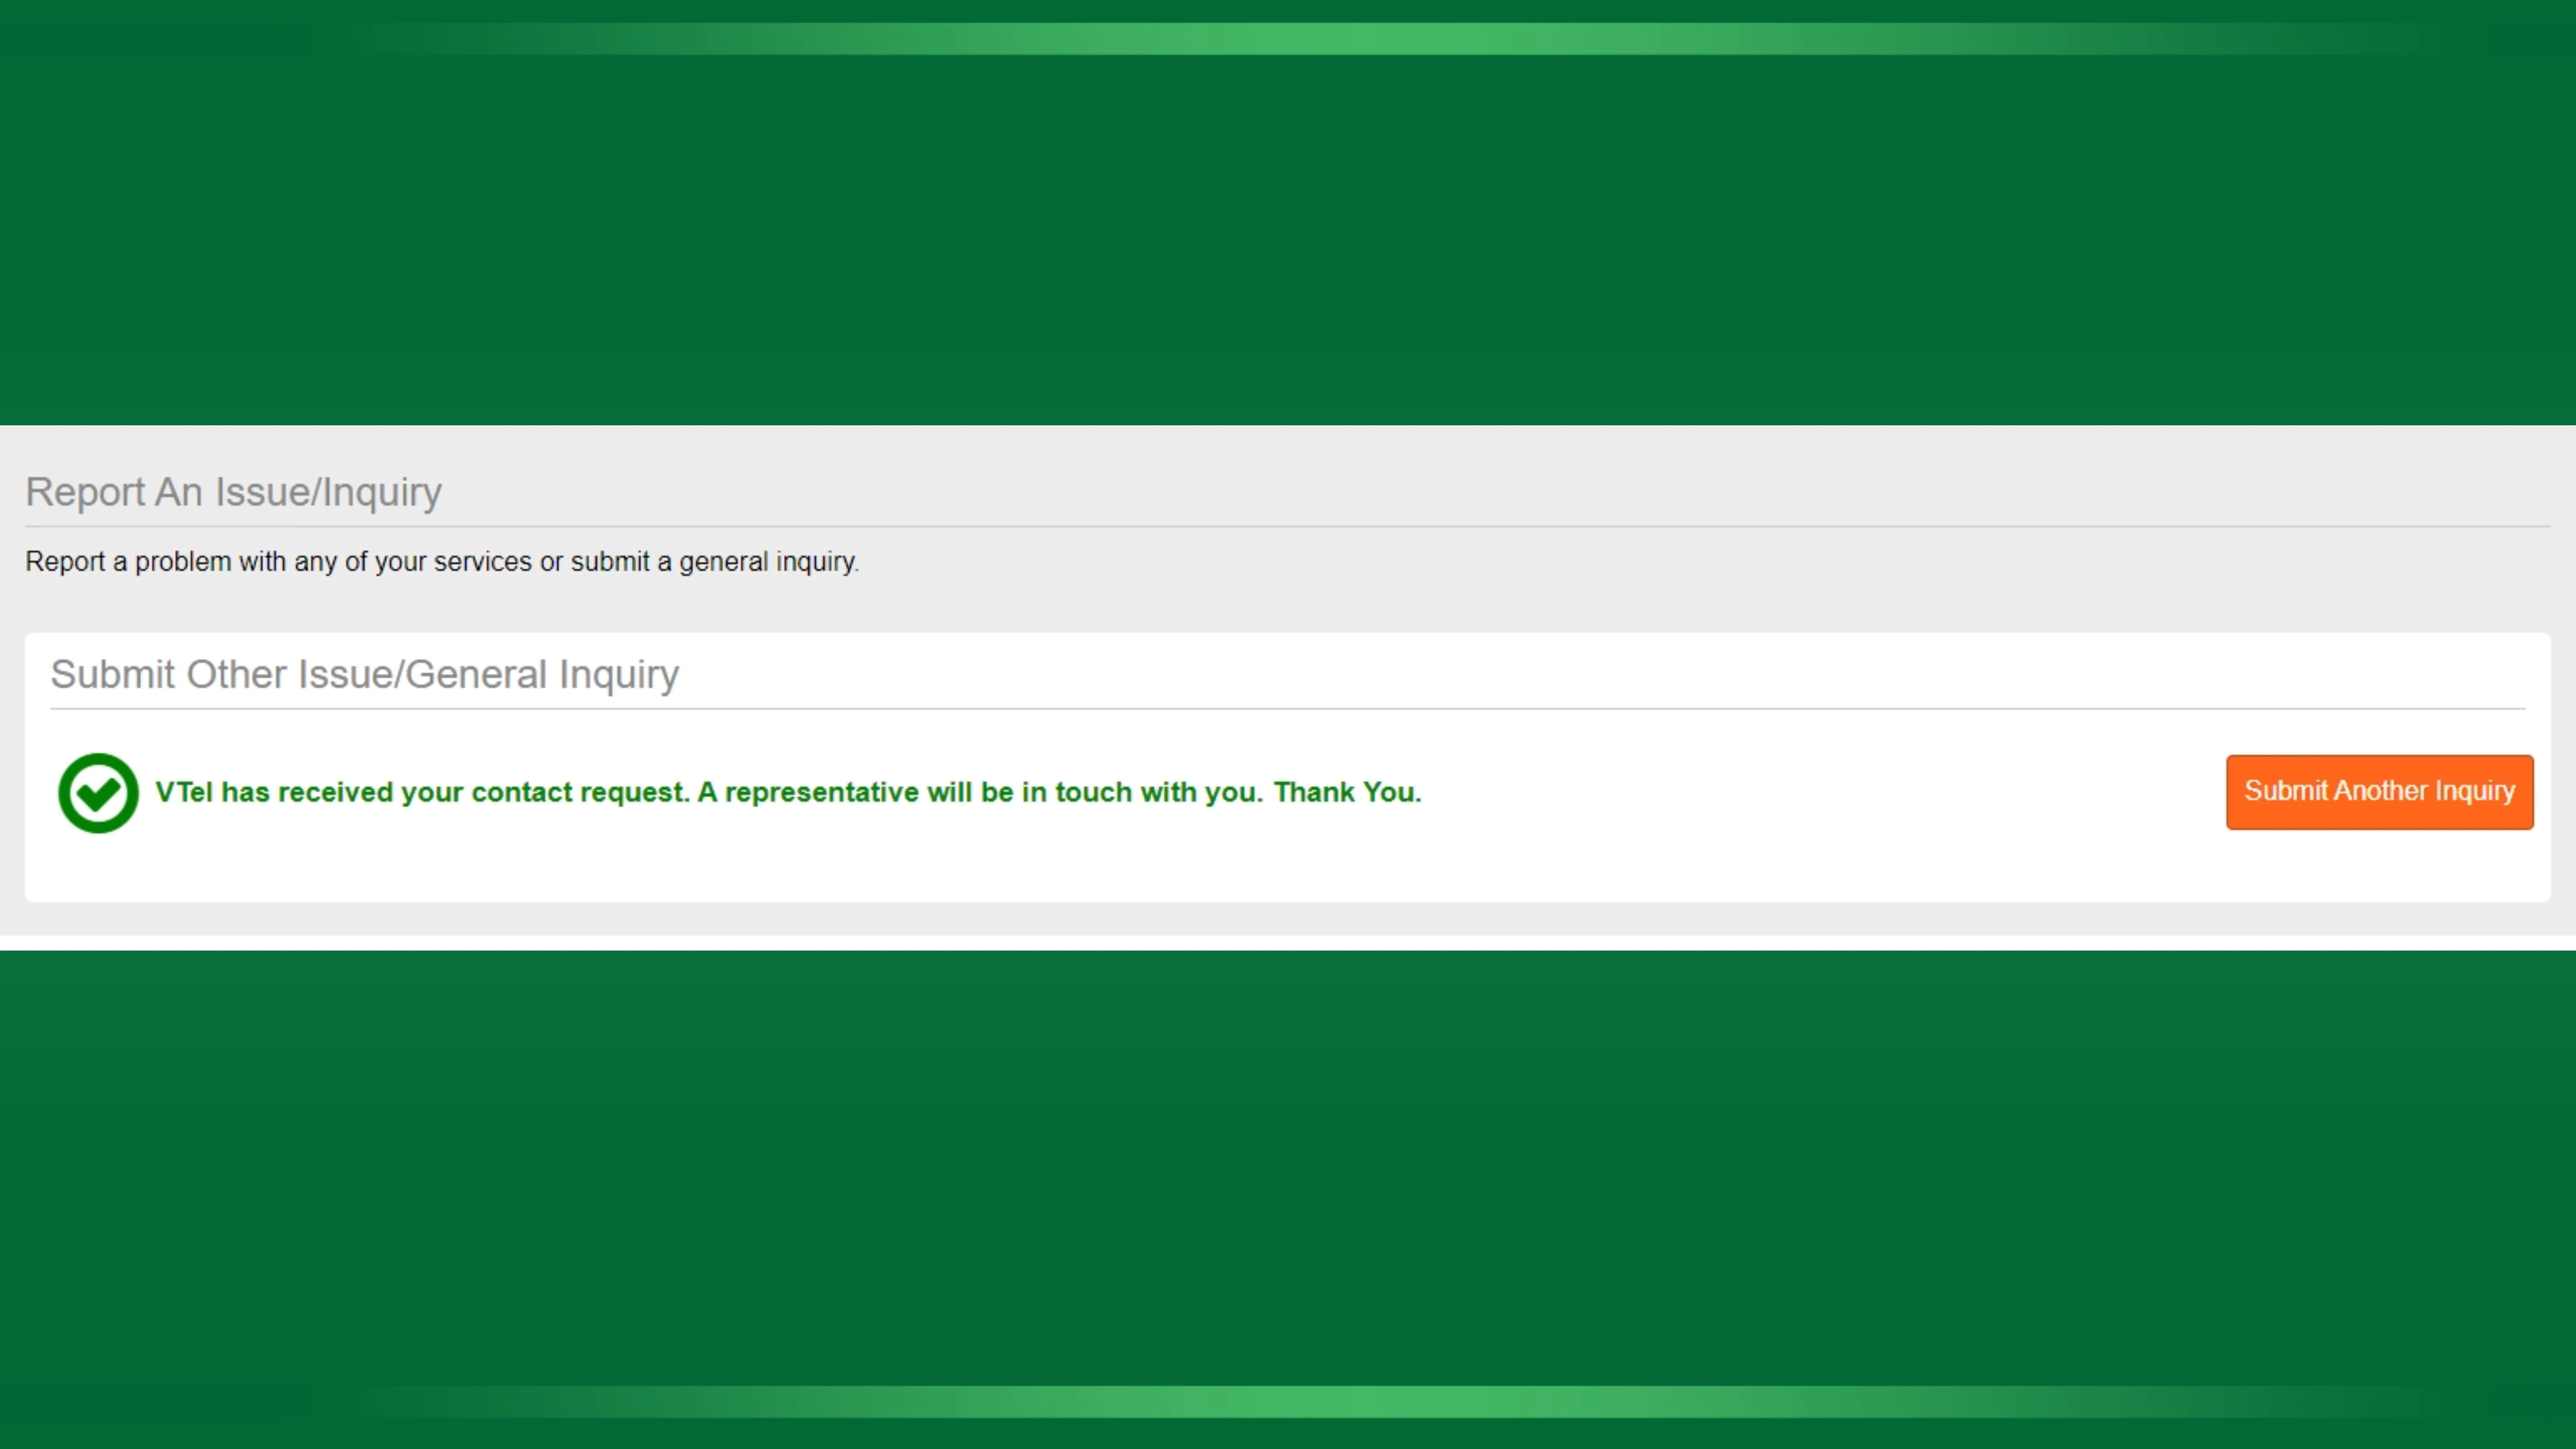 Report An Issue/Inquiry
Report a problem with any of your services or submit a general inquiry.
Submit Other Issue/General Inquiry
VTel has received your contact request. A representative will be in touch with you. Thank You.
Submit Another Inquiry